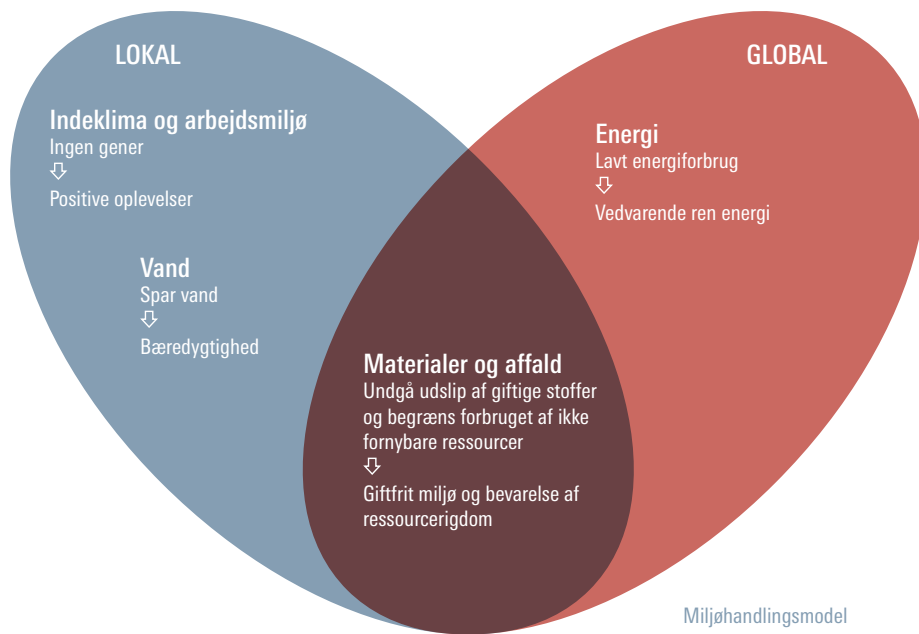 LOKAL
Indeklima og arbejdsmiljø
Ingen gener
⇩
Positive oplevelser
Vand
Spar vand
⇩
Bæredygtighed
GLOBAL
Energi
Lavt energiforbrug
⇩
Vedvarende ren energi
Materialer og affald
Undgå udslip af giftige stoffer
og begræns forbruget af ikke
fornybare ressourcer
⇩
Giftfrit miljø og bevarelse af
ressourcerigdom
Miljøhandlingsmodel